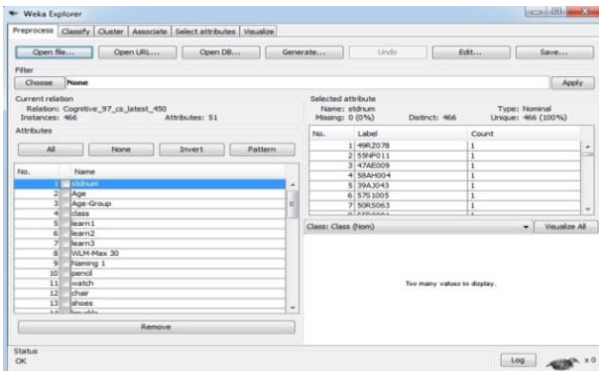 Weka Explorer
Preprocess Classify Cluster Associate Select attributes Visualize
Open file... Open URL... Open DB... Generate... Undo Edit... Save...
Filter
Choose None Apply
Current relation
Relation: Cognitive_97_cs_latest_450
Instances: 466 Attributes: 51
Attributes
All None Invert Pattern
No. Name
1 stdnum
2 Age
3 Age-Group
4 class
5 learn1
6 learn2
7 learn3
8 WLM-Max 30
9 Naming 1
10 pencil
11 watch
12 chair
13 shoes
Remove
Selected attribute
Name: stdnum Type: Nominal
Missing: 0 (0%) Distinct: 466 Unique: 466 (100%)
No. Label Count
1 49RZ078 1
2 55NP011 1
3 47AE009 1
4 58AH004 1
5 39AJ043 1
6 57S1005 1
7 50RS063 1
Class: Class (Nom) Visualize All
Too many values to display.
Status
OK
Log x 0